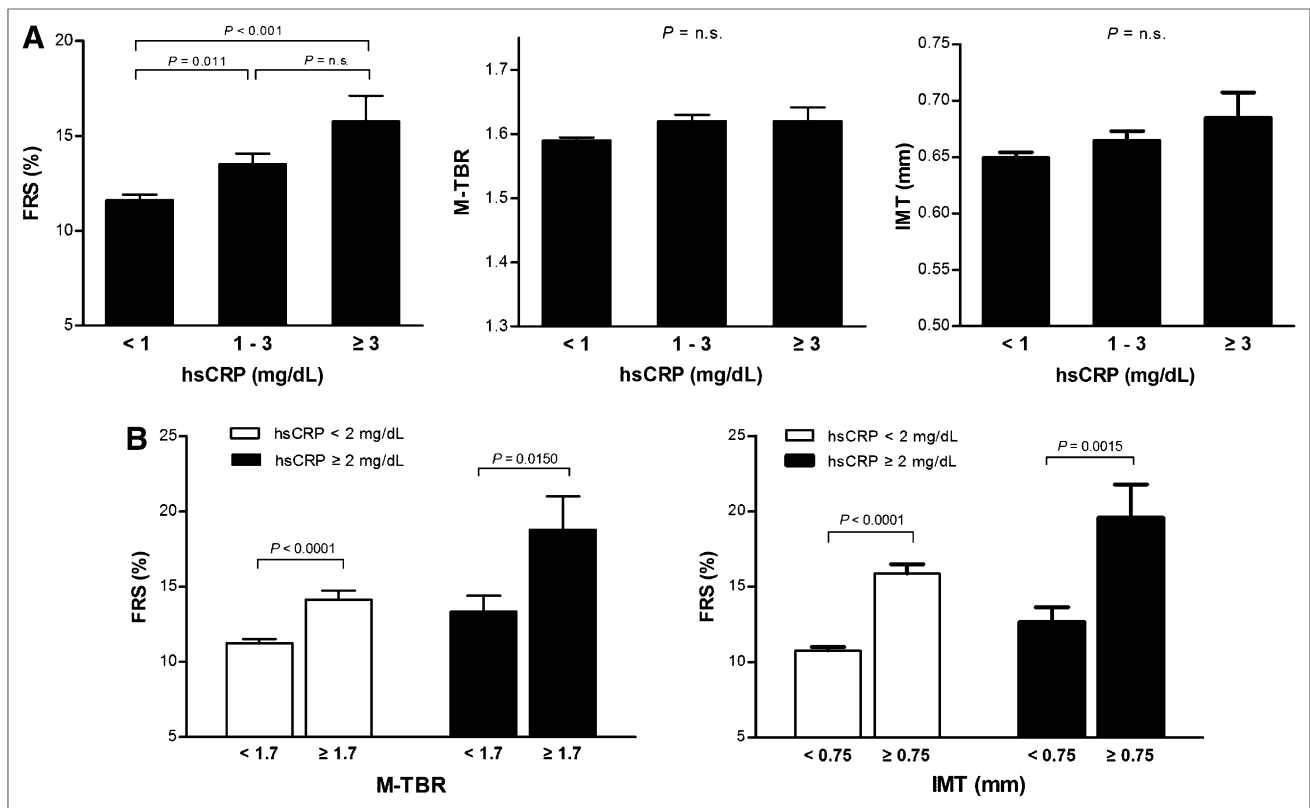 A
P < 0.001
P = 0.011
P = n.s.
FRS (%)
20
15
10
5
< 1
1 - 3
≥ 3
hsCRP (mg/dL)
P = n.s.
M-TBR
1.7
1.6
1.5
1.4
1.3
< 1
1 - 3
≥ 3
hsCRP (mg/dL)
P = n.s.
IMT (mm)
0.75
0.70
0.65
0.60
0.55
0.50
< 1
1 - 3
≥ 3
hsCRP (mg/dL)
B
hsCRP < 2 mg/dL
hsCRP ≥ 2 mg/dL
P < 0.0001
P = 0.0150
FRS (%)
25
20
15
10
5
< 1.7
≥ 1.7
< 1.7
≥ 1.7
M-TBR
hsCRP < 2 mg/dL
hsCRP ≥ 2 mg/dL
P < 0.0001
P = 0.0015
FRS (%)
25
20
15
10
5
< 0.75
≥ 0.75
< 0.75
≥ 0.75
IMT (mm)